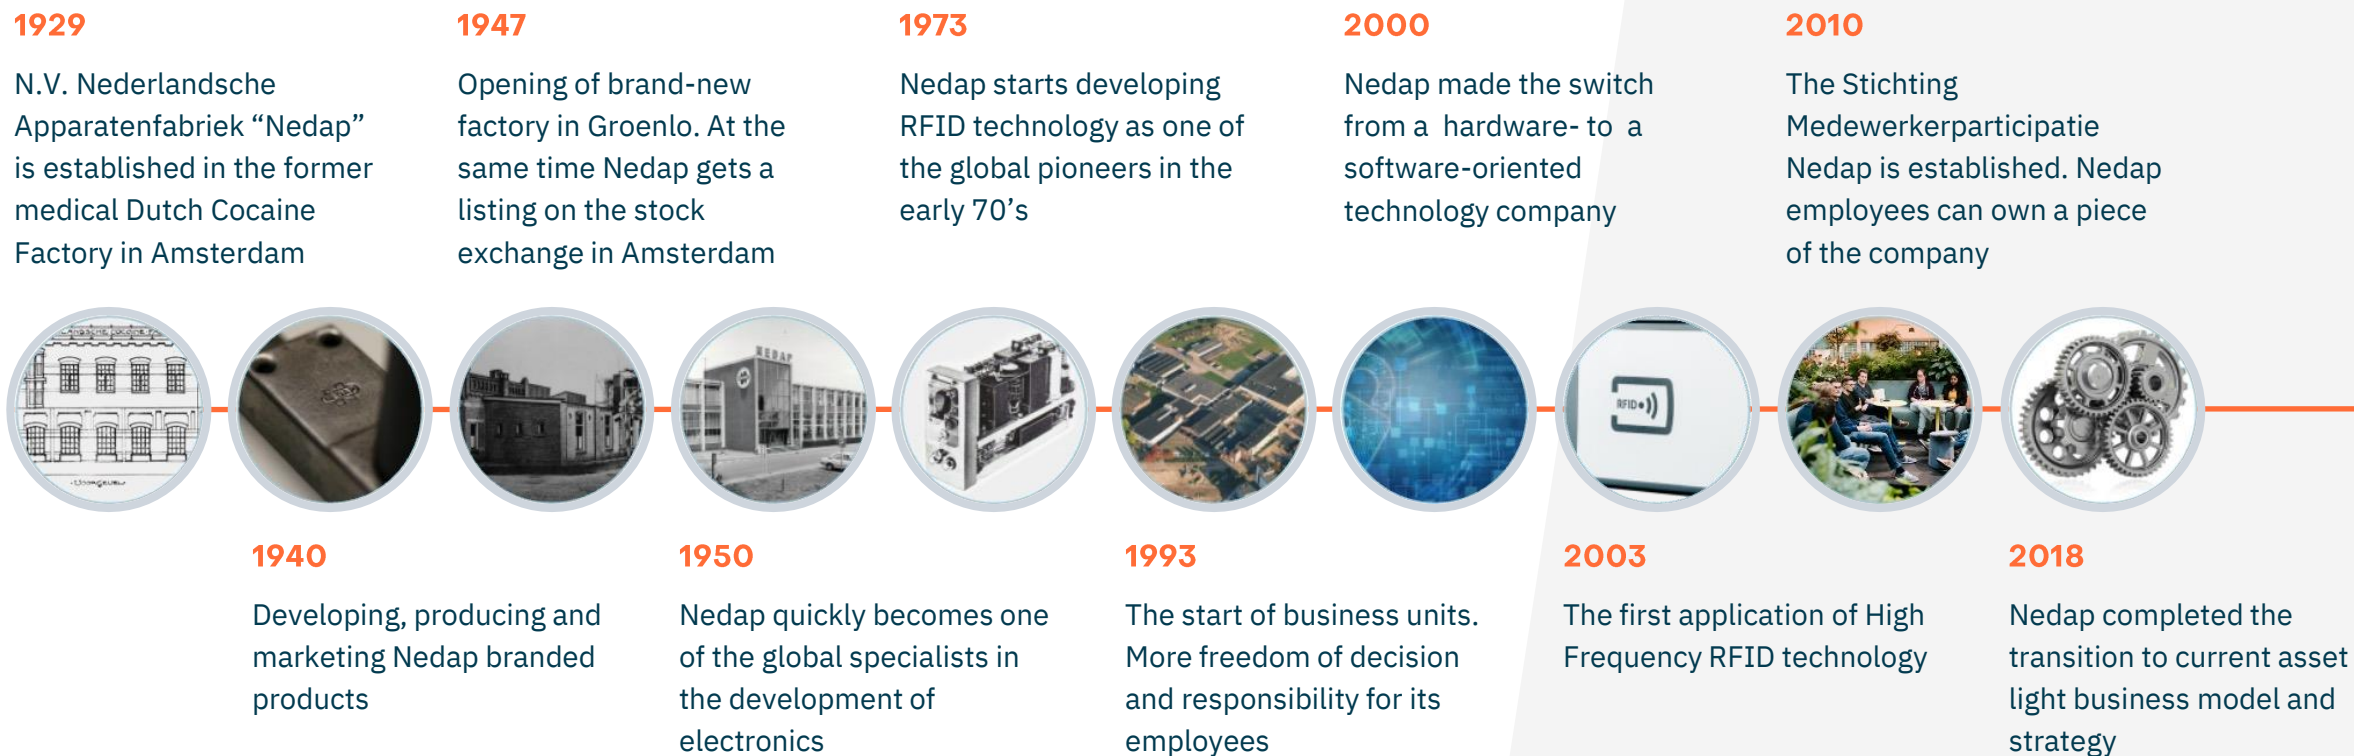 1929
N.V. Nederlandsche
Apparatenfabriek “Nedap”
is established in the former
medical Dutch Cocaine
Factory in Amsterdam
1947
Opening of brand-new
factory in Groenlo. At the
same time Nedap gets a
listing on the stock
exchange in Amsterdam
1973
Nedap starts developing
RFID technology as one of
the global pioneers in the
early 70’s
2000
Nedap made the switch
from a hardware- to a
software-oriented
technology company
2010
The Stichting
Medewerkerparticipatie
Nedap is established. Nedap
employees can own a piece
of the company
NEDAP
RFID
1940
Developing, producing and
marketing Nedap branded
products
1950
Nedap quickly becomes one
of the global specialists in
the development of
electronics
1993
The start of business units.
More freedom of decision
and responsibility for its
employees
2003
The first application of High
Frequency RFID technology
2018
Nedap completed the
transition to current asset
light business model and
strategy